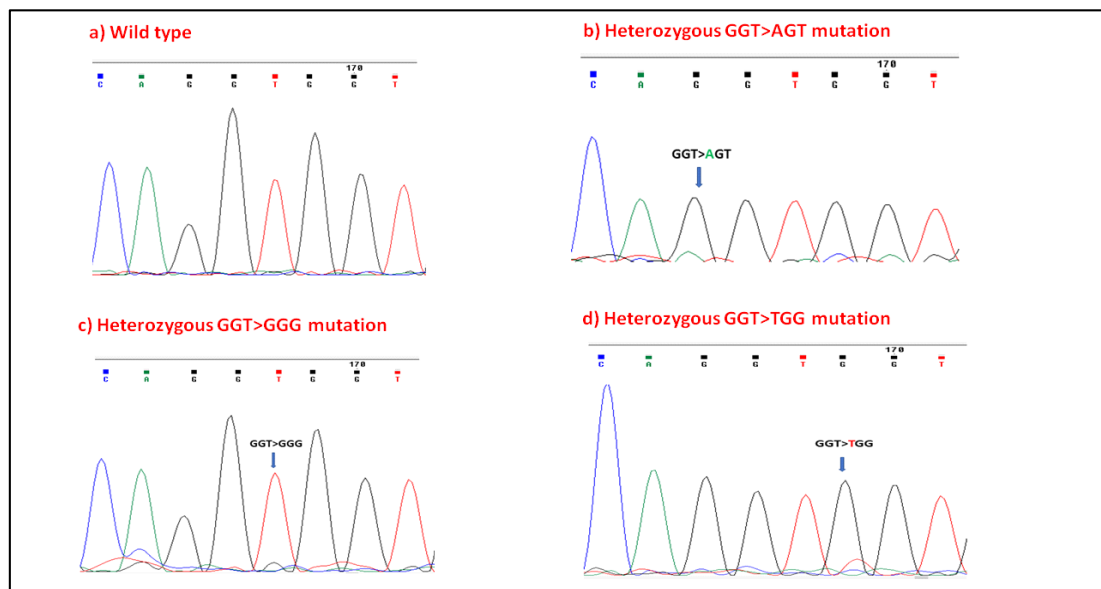 a) Wild type
170
C A G G T G G T
b) Heterozygous GGT>AGT mutation
170
C A G G T G G T
GGT>AGT
c) Heterozygous GGT>GGG mutation
170
C A G G T G G T
GGT>GGG
d) Heterozygous GGT>TGG mutation
170
C A G G T G G T
GGT>TGG